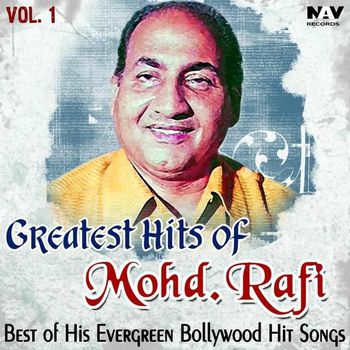 VOL. 1
NAV
RECORDS
Greatest Hits of
Mohd. Rafi
Best of His Evergreen Bollywood Hit Songs